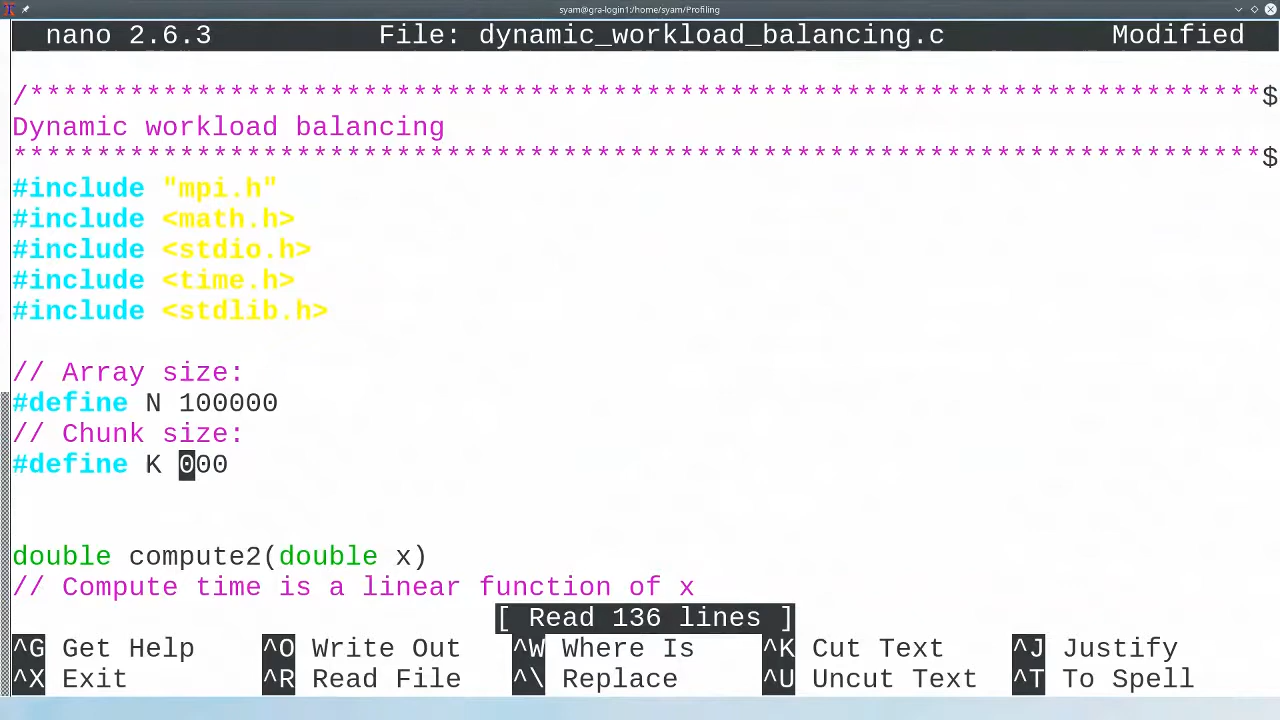 syam@gra-login1:/home/syam/Profiling
nano 2.6.3 File: dynamic_workload_balancing.c Modified
/**************************************************************************$
Dynamic workload balancing
***************************************************************************$
#include "mpi.h"
#include <math.h>
#include <stdio.h>
#include <time.h>
#include <stdlib.h>
// Array size:
#define N 100000
// Chunk size:
#define K 000
double compute2(double x)
// Compute time is a linear function of x
[ Read 136 lines ]
^G Get Help ^O Write Out ^W Where Is ^K Cut Text ^J Justify
^X Exit ^R Read File ^\ Replace ^U Uncut Text ^T To Spell